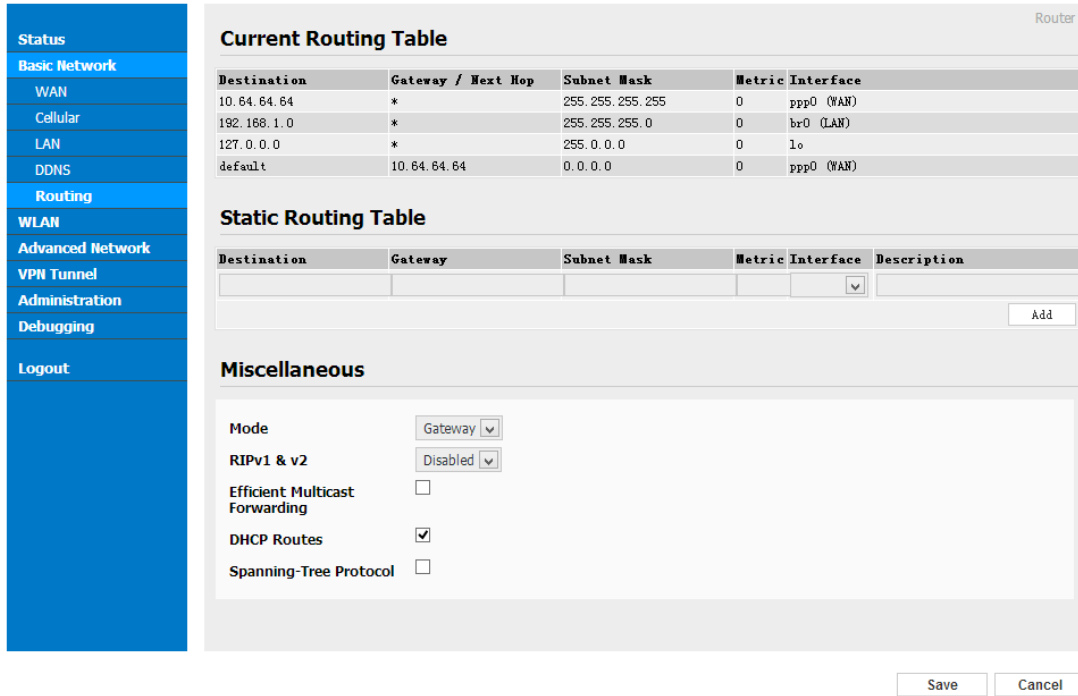 Router
Status
Basic Network
WAN
Cellular
LAN
DDNS
Routing
WLAN
Advanced Network
VPN Tunnel
Administration
Debugging
Logout
Current Routing Table
Destination Gateway / Next Hop Subnet Mask Metric Interface
10.64.64.64 * 255.255.255.255 0 ppp0 (WAN)
192.168.1.0 * 255.255.255.0 0 br0 (LAN)
127.0.0.0 * 255.0.0.0 0 lo
default 10.64.64.64 0.0.0.0 0 ppp0 (WAN)
Static Routing Table
Destination Gateway Subnet Mask Metric Interface Description
Add
Miscellaneous
Mode Gateway
RIPv1 & v2 Disabled
Efficient Multicast
Forwarding
DHCP Routes
Spanning-Tree Protocol
Save Cancel